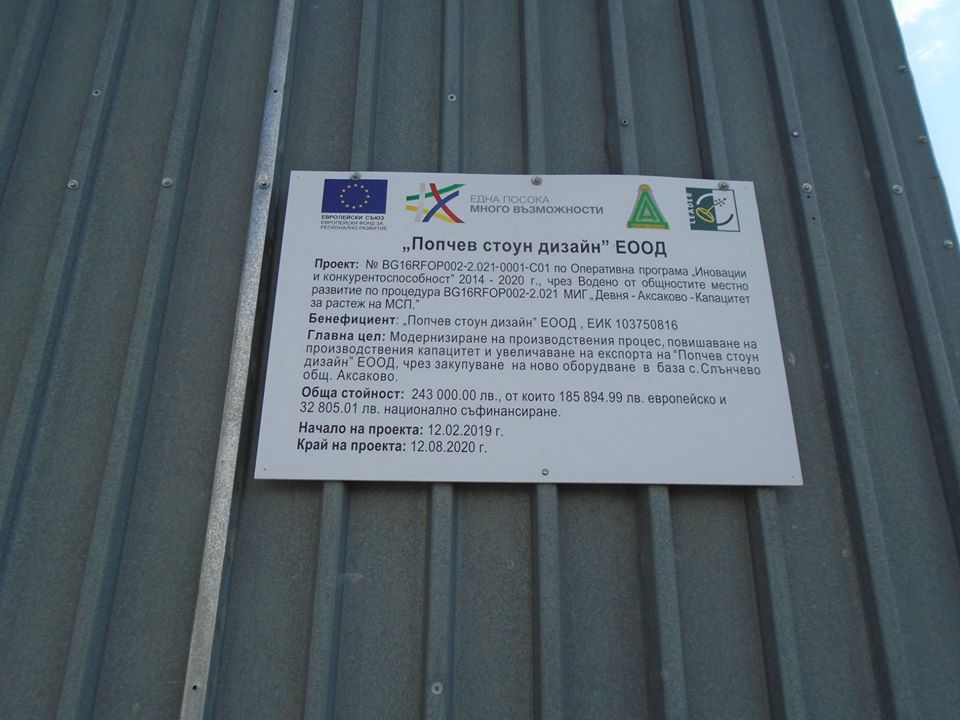 ЕВРОПЕЙСКИ СЪЮЗ
ЕВРОПЕЙСКИ ФОНД ЗА
РЕГИОНАЛНО РАЗВИТИЕ
ЕДНА ПОСОКА
МНОГО ВЪЗМОЖНОСТИ
LEADER
„Попчев стоун дизайн” ЕООД
Проект: № BG16RFOP002-2.021-0001-C01 по Оперативна програма „Иновации
и конкурентоспособност” 2014 - 2020 г., чрез Водено от общностите местно
развитие по процедура BG16RFOP002-2.021 МИГ „Девня - Аксаково - Капацитет
за растеж на МСП.”
Бенефициент: „Попчев стоун дизайн” ЕООД , ЕИК 103750816
Главна цел: Модернизиране на производствения процес, повишаване на
производствения капацитет и увеличаване на експорта на “Попчев стоун
дизайн” ЕООД, чрез закупуване на ново оборудване в база с.Слънчево
общ. Аксаково.
Обща стойност: 243 000.00 лв., от които 185 894.99 лв. европейско и
32 805.01 лв. национално съфинансиране.
Начало на проекта: 12.02.2019 г.
Край на проекта: 12.08.2020 г.